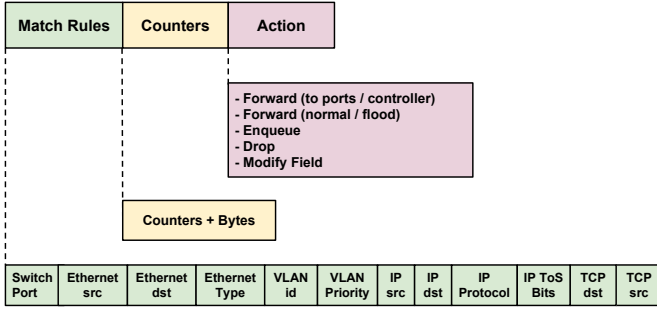 Match Rules Counters Action
- Forward (to ports / controller)
- Forward (normal / flood)
- Enqueue
- Drop
- Modify Field
Counters + Bytes
Switch Port
Ethernet src
Ethernet dst
Ethernet Type
VLAN id
VLAN Priority
IP src
IP dst
IP Protocol
IP ToS Bits
TCP dst
TCP src